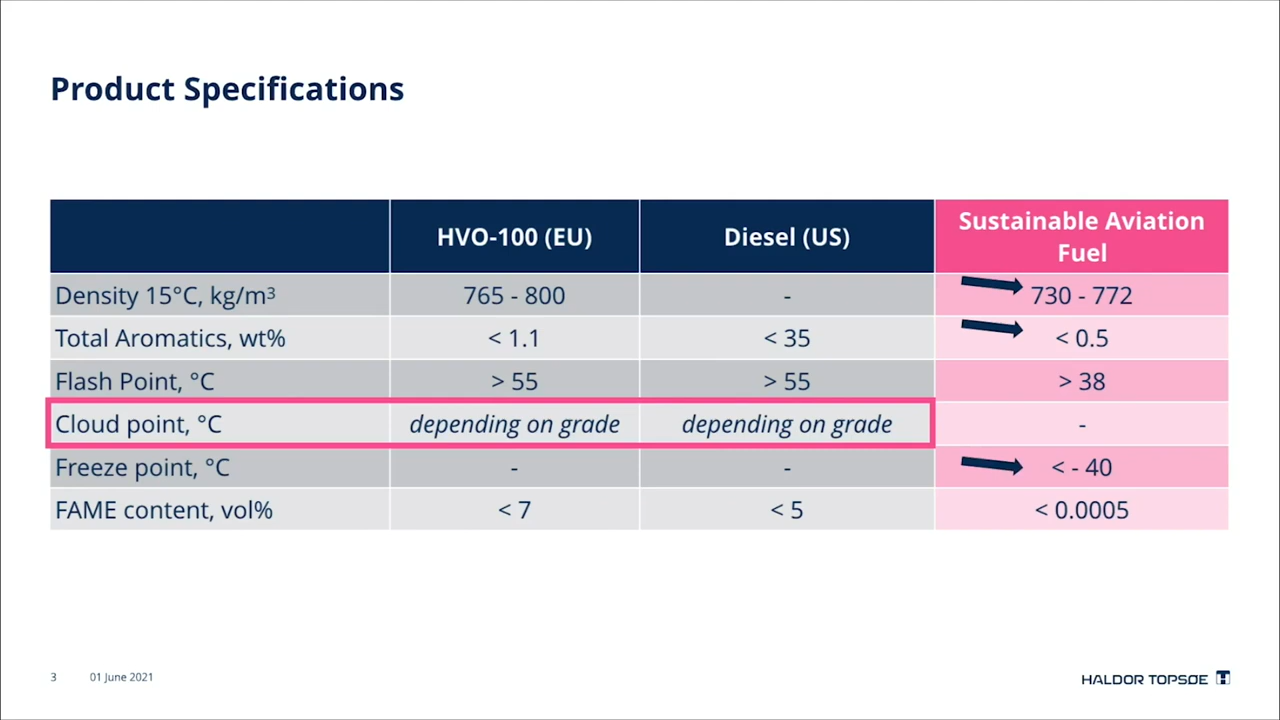 Product Specifications
HVO-100 (EU) Diesel (US) Sustainable Aviation
Fuel
Density 15°C, kg/m³ 765 - 800 - 730 - 772
Total Aromatics, wt% < 1.1 < 35 < 0.5
Flash Point, °C > 55 > 55 > 38
Cloud point, °C depending on grade depending on grade -
Freeze point, °C - - < - 40
FAME content, vol% < 7 < 5 < 0.0005
3 01 June 2021 HALDOR TOPSØE